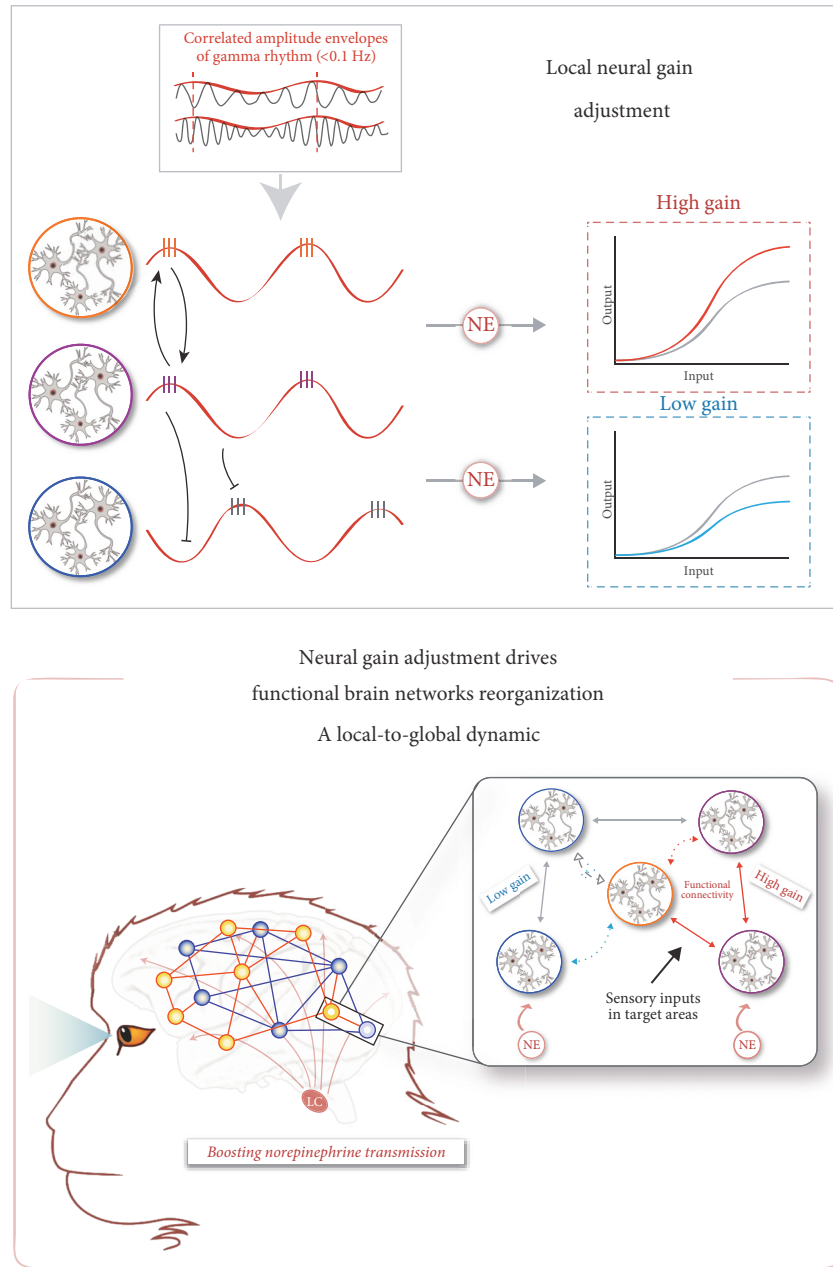 Correlated amplitude envelopes
of gamma rhythm (<0.1 Hz)
Local neural gain
adjustment
High gain
Output
Input
NE
Low gain
Output
Input
NE
Neural gain adjustment drives
functional brain networks reorganization
A local-to-global dynamic
Low gain
Functional
connectivity
High gain
Sensory inputs
in target areas
NE
NE
LC
Boosting norepinephrine transmission